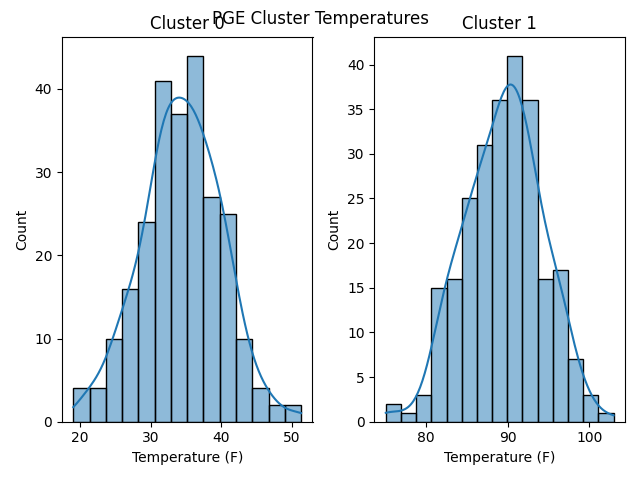 PGE Cluster Temperatures
Cluster 0
Cluster 1
Count
40
30
20
10
0
20 30 40 50
Temperature (F)
Count
40
35
30
25
20
15
10
5
0
80 90 100
Temperature (F)